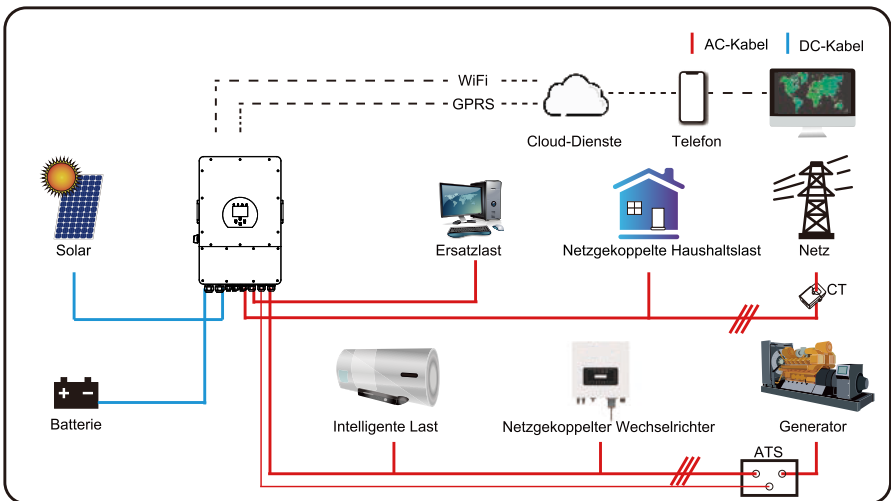 AC-Kabel
DC-Kabel
WiFi
GPRS
Cloud-Dienste
Telefon
Solar
Ersatzlast
Netzgekoppelte Haushaltslast
Netz
CT
Batterie
Intelligente Last
Netzgekoppelter Wechselrichter
Generator
ATS